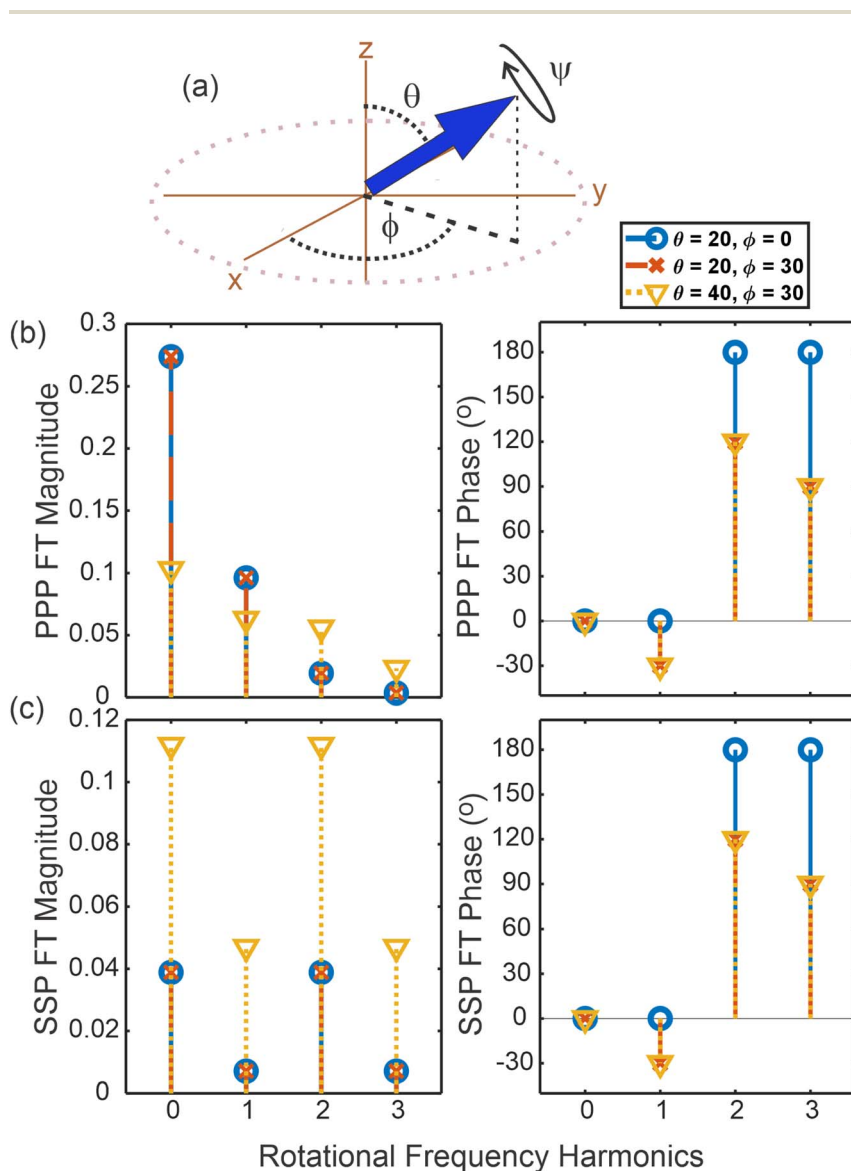 (a)
z
θ
ψ
y
ϕ
x
θ = 20, ϕ = 0
θ = 20, ϕ = 30
θ = 40, ϕ = 30
(b)
PPP FT Magnitude
0.3
0.25
0.2
0.15
0.1
0.05
0
PPP FT Phase (º)
180
150
120
90
60
30
0
-30
(c)
SSP FT Magnitude
0.12
0.1
0.08
0.06
0.04
0.02
0
0 1 2 3
SSP FT Phase (º)
180
150
120
90
60
30
0
-30
0 1 2 3
Rotational Frequency Harmonics